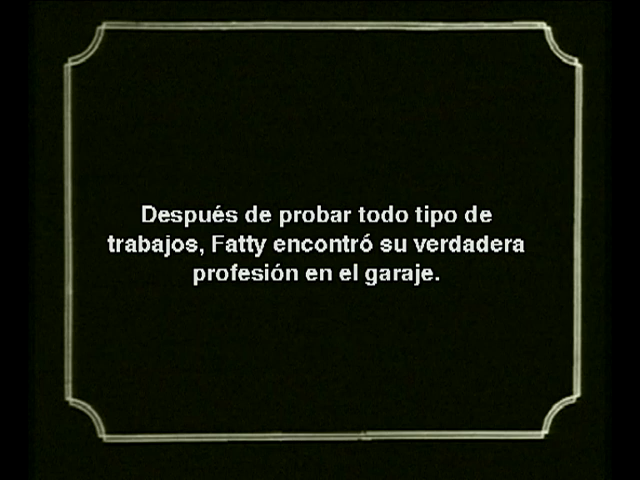 Después de probar todo tipo de
trabajos, Fatty encontró su verdadera
profesión en el garaje.